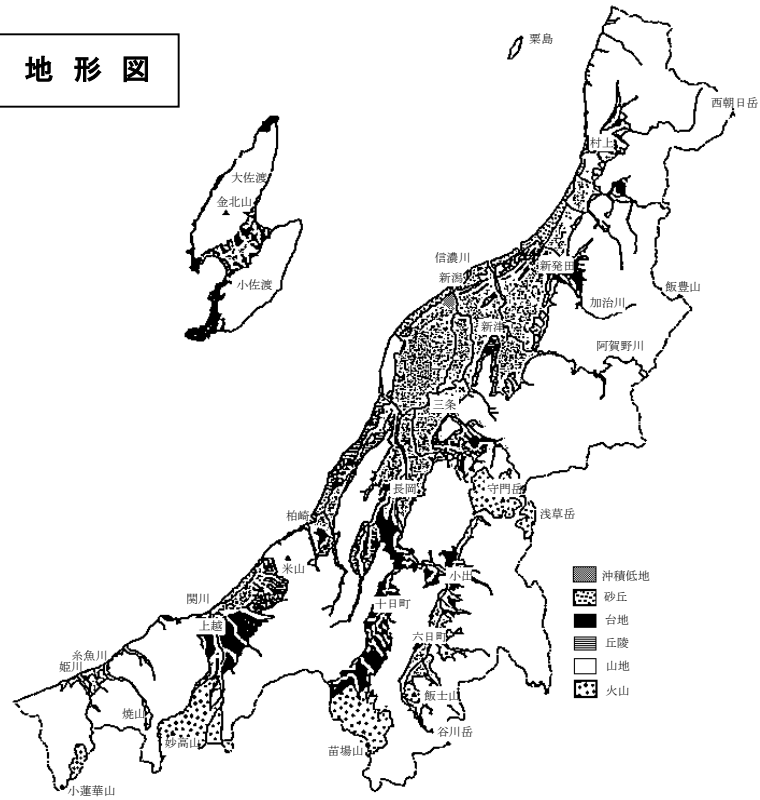 地形図
粟島
西朝日岳
村上
大佐渡
金北山
信濃川
新潟
新発田
小佐渡
飯豊山
加治川
新津
阿賀野川
三条
長岡
守門岳
浅草岳
柏崎
米山
小出
関川
十日町
上越
六日町
糸魚川
姫川
焼山
妙高山
飯士山
谷川岳
苗場山
小蓮華山
沖積低地
砂丘
台地
丘陵
山地
火山